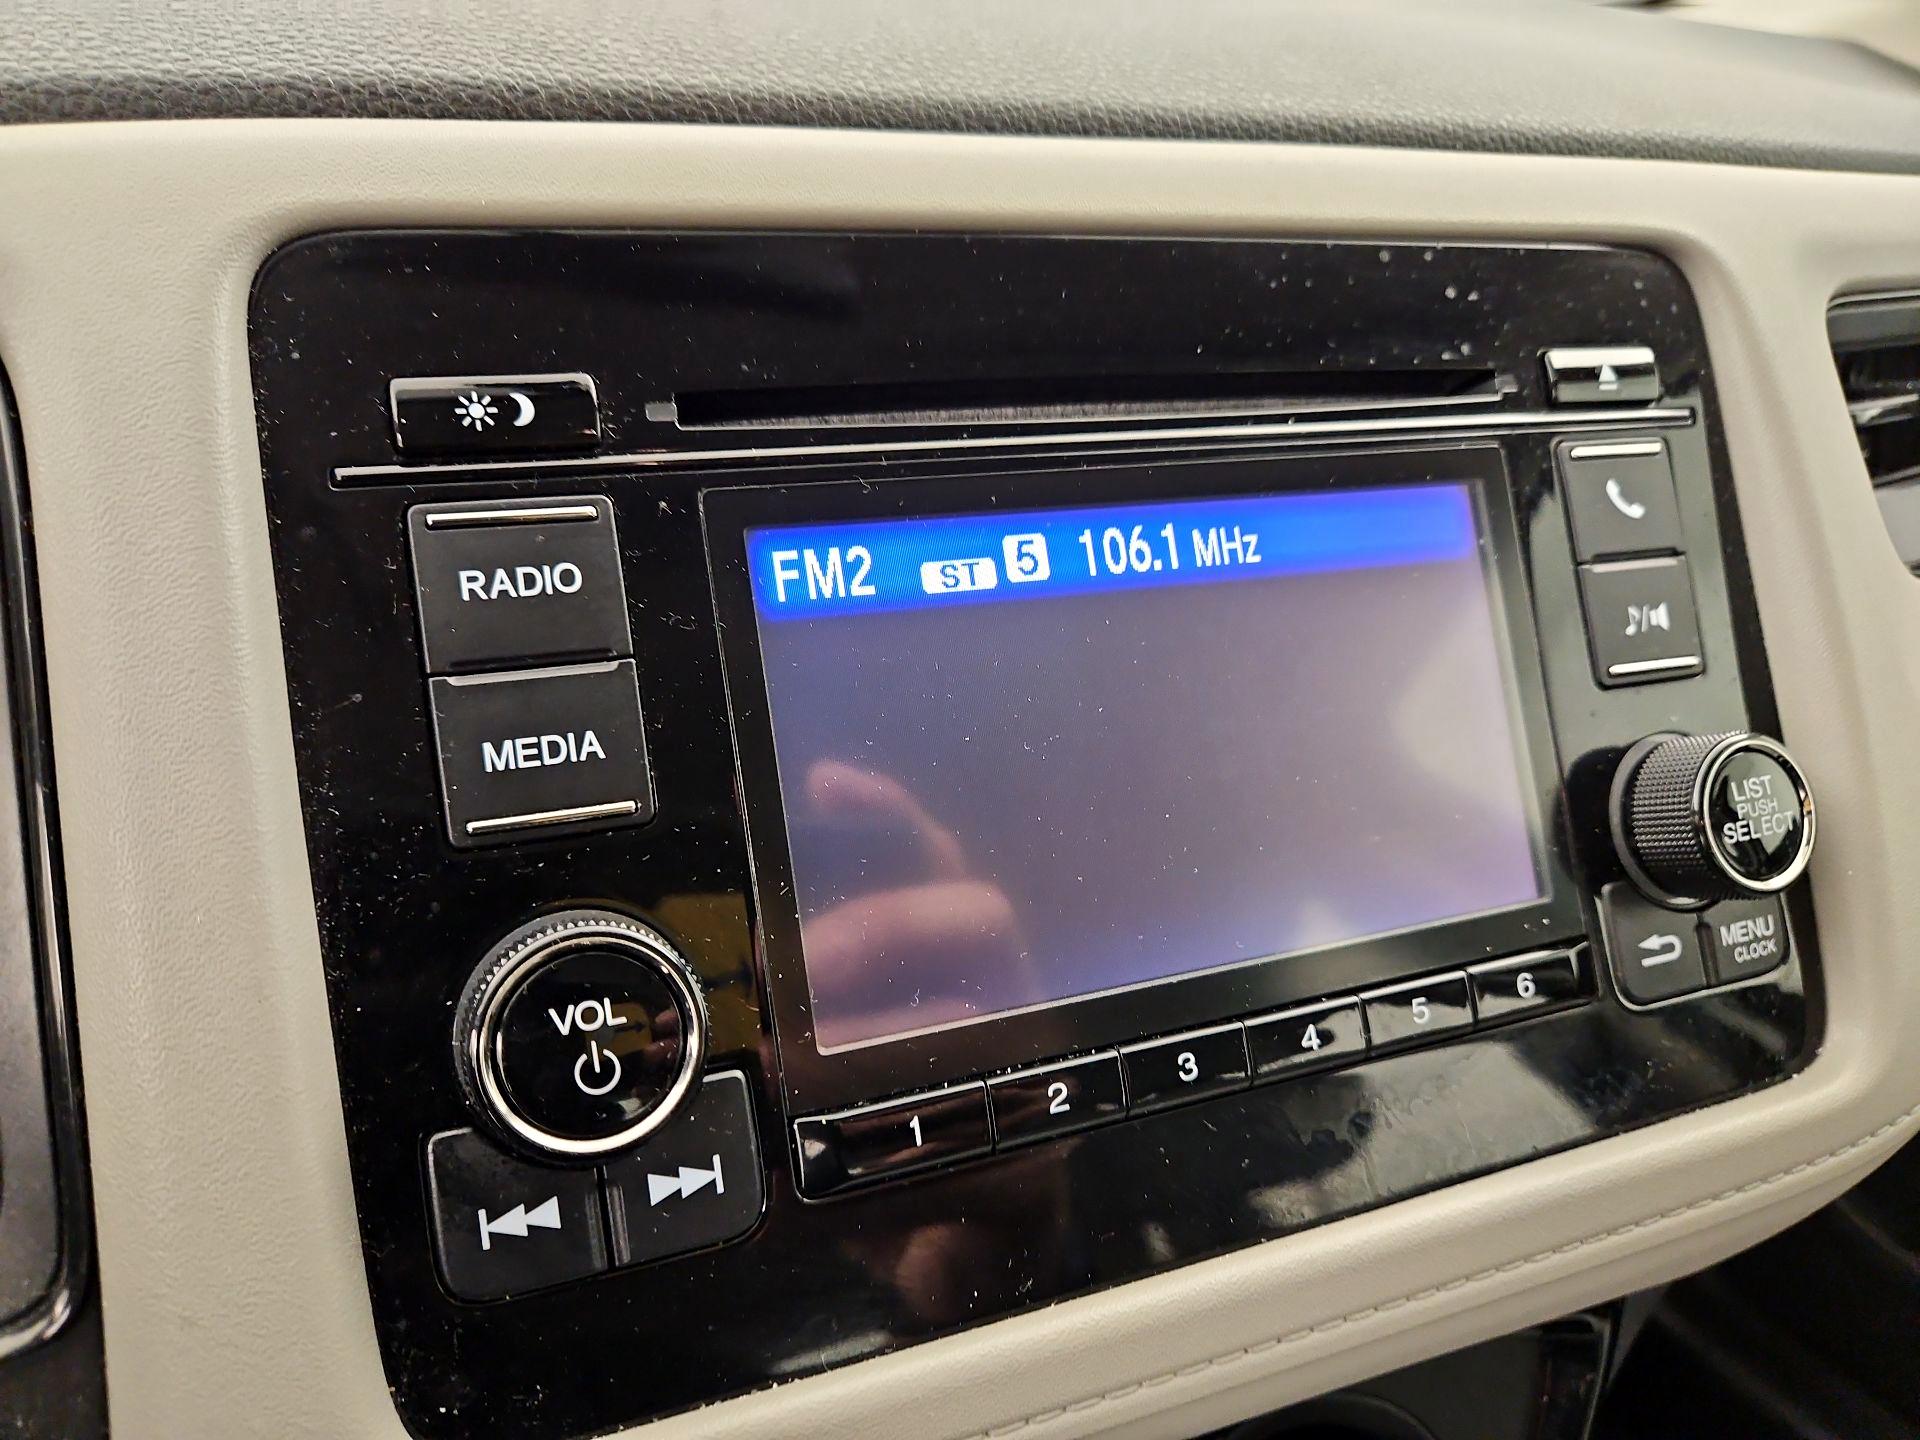 RADIO
MEDIA
VOL
FM2 ST 5 106.1 MHz
1 2 3 4 5 6
LIST
PUSH
SELECT
MENU
CLOCK